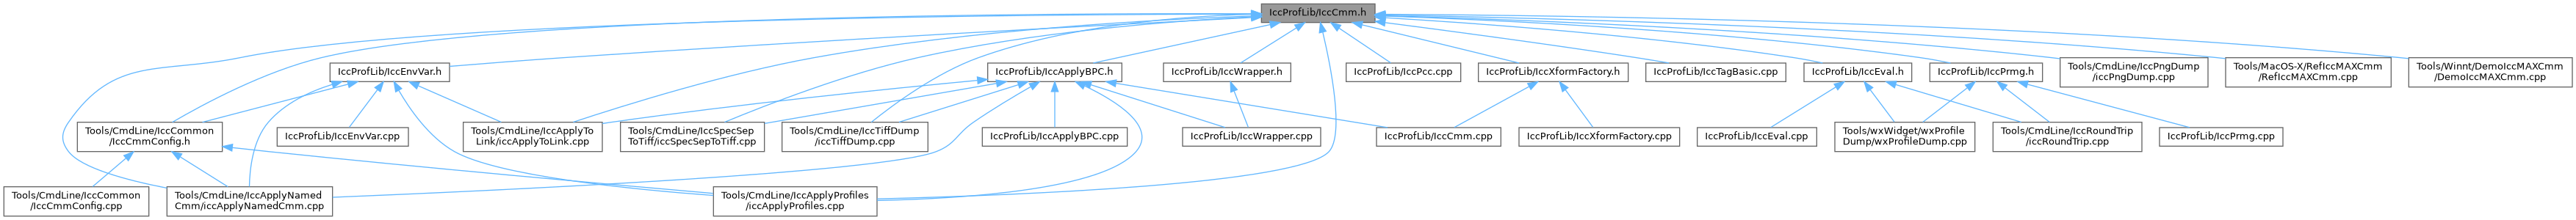 IccProfLib/IccCmm.h
IccProfLib/IccEnvVar.h
IccProfLib/IccApplyBPC.h
IccProfLib/IccWrapper.h
IccProfLib/IccPcc.cpp
IccProfLib/IccXformFactory.h
IccProfLib/IccTagBasic.cpp
IccProfLib/IccEval.h
IccProfLib/IccPrmg.h
Tools/CmdLine/IccPngDump
/iccPngDump.cpp
Tools/MacOS-X/RefIccMAXCmm
/RefIccMAXCmm.cpp
Tools/Winnt/DemoIccMAXCmm
/DemoIccMAXCmm.cpp
Tools/CmdLine/IccCommon
/IccCmmConfig.h
IccProfLib/IccEnvVar.cpp
Tools/CmdLine/IccApplyTo
Link/iccApplyToLink.cpp
Tools/CmdLine/IccSpecSep
ToTiff/iccSpecSepToTiff.cpp
Tools/CmdLine/IccTiffDump
/iccTiffDump.cpp
IccProfLib/IccApplyBPC.cpp
IccProfLib/IccWrapper.cpp
IccProfLib/IccCmm.cpp
IccProfLib/IccXformFactory.cpp
IccProfLib/IccEval.cpp
Tools/wxWidget/wxProfile
Dump/wxProfileDump.cpp
Tools/CmdLine/IccRoundTrip
/iccRoundTrip.cpp
IccProfLib/IccPrmg.cpp
Tools/CmdLine/IccCommon
/IccCmmConfig.cpp
Tools/CmdLine/IccApplyNamed
Cmm/iccApplyNamedCmm.cpp
Tools/CmdLine/IccApplyProfiles
/iccApplyProfiles.cpp